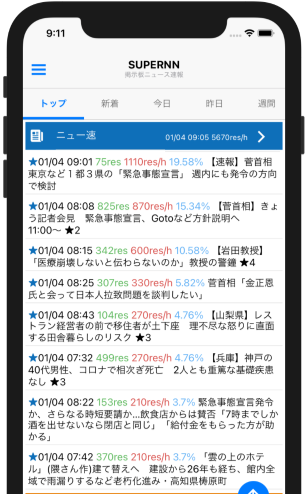 9:11
SUPERNN
掲示板ニュース速報
トップ 新着 今日 昨日 週間
ニュー速 01/04 09:05 5670res/h
★01/04 09:01 75res 1110res/h 19.58% 【速報】菅首相
東京など１都３県の「緊急事態宣言」 週内にも発令の方向
で検討
★01/04 08:08 825res 870res/h 15.34% 【菅首相】きょ
う記者会見 緊急事態宣言、Gotoなど方針説明へ
11:00〜 ★2
★01/04 08:15 342res 600res/h 10.58% 【岩田教授】
「医療崩壊しないと伝わらないのか」教授の警鐘 ★4
★01/04 08:25 307res 330res/h 5.82% 菅首相「金正恩
氏と会って日本人拉致問題を談判したい」
★01/04 08:43 104res 270res/h 4.76% 【山梨県】レス
トラン経営者の前で移住者が土下座 理不尽な怒りに直面
する田舎暮らしのリスク ★3
★01/04 07:32 499res 270res/h 4.76% 【兵庫】神戸の
40代男性、コロナで相次ぎ死亡 2人とも重篤な基礎疾患
なし ★3
★01/04 08:22 153res 210res/h 3.7% 緊急事態宣言発令
か、さらなる時短要請か…飲食店からは賛否「7時までしか
酒を出せないなら閉店と同じ」「給付金をもらった方が助
かる」
★01/04 07:42 370res 210res/h 3.7% 「雲の上のホテ
ル」(隈さん作)建て替えへ 建設から26年も経ち、館内全
域で雨漏りするなど老朽化進み・高知県梼原町